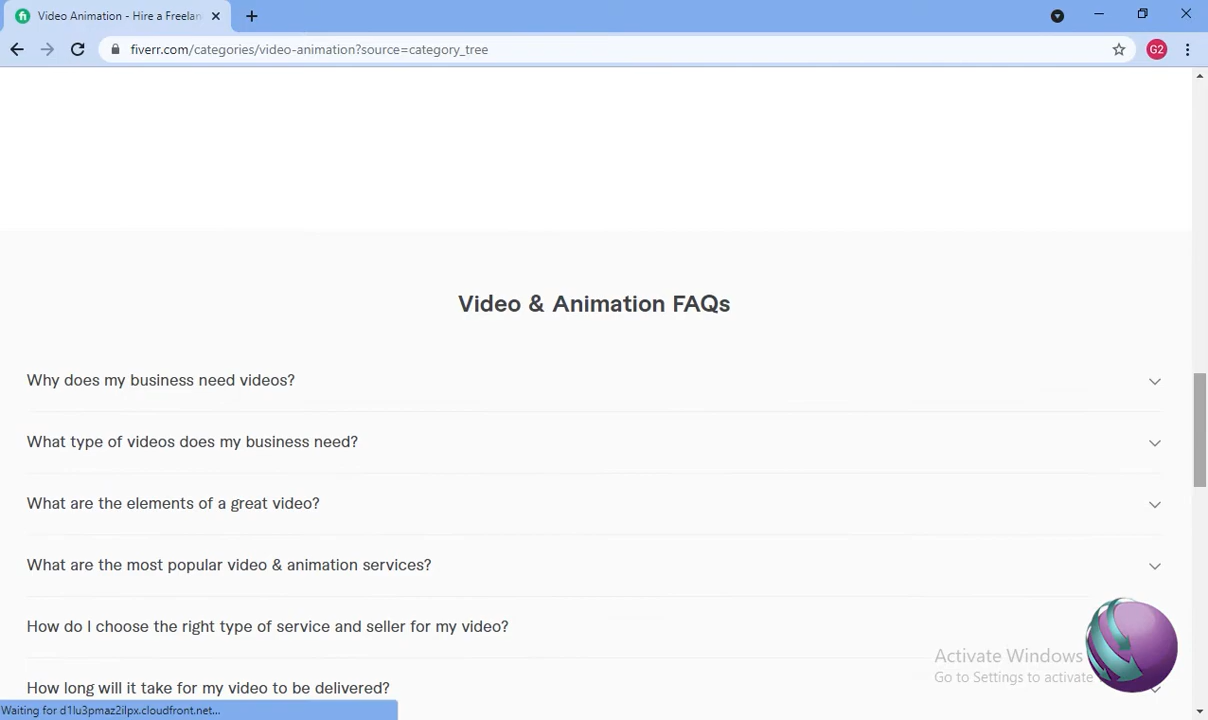 Video Animation - Hire a Freelan
fiverr.com/categories/video-animation?source=category_tree
G2
Video & Animation FAQs
Why does my business need videos?
What type of videos does my business need?
What are the elements of a great video?
What are the most popular video & animation services?
How do I choose the right type of service and seller for my video?
Activate Windows
Go to Settings to activate
How long will it take for my video to be delivered?
Waiting for d1lu3pmaz2ilpx.cloudfront.net...